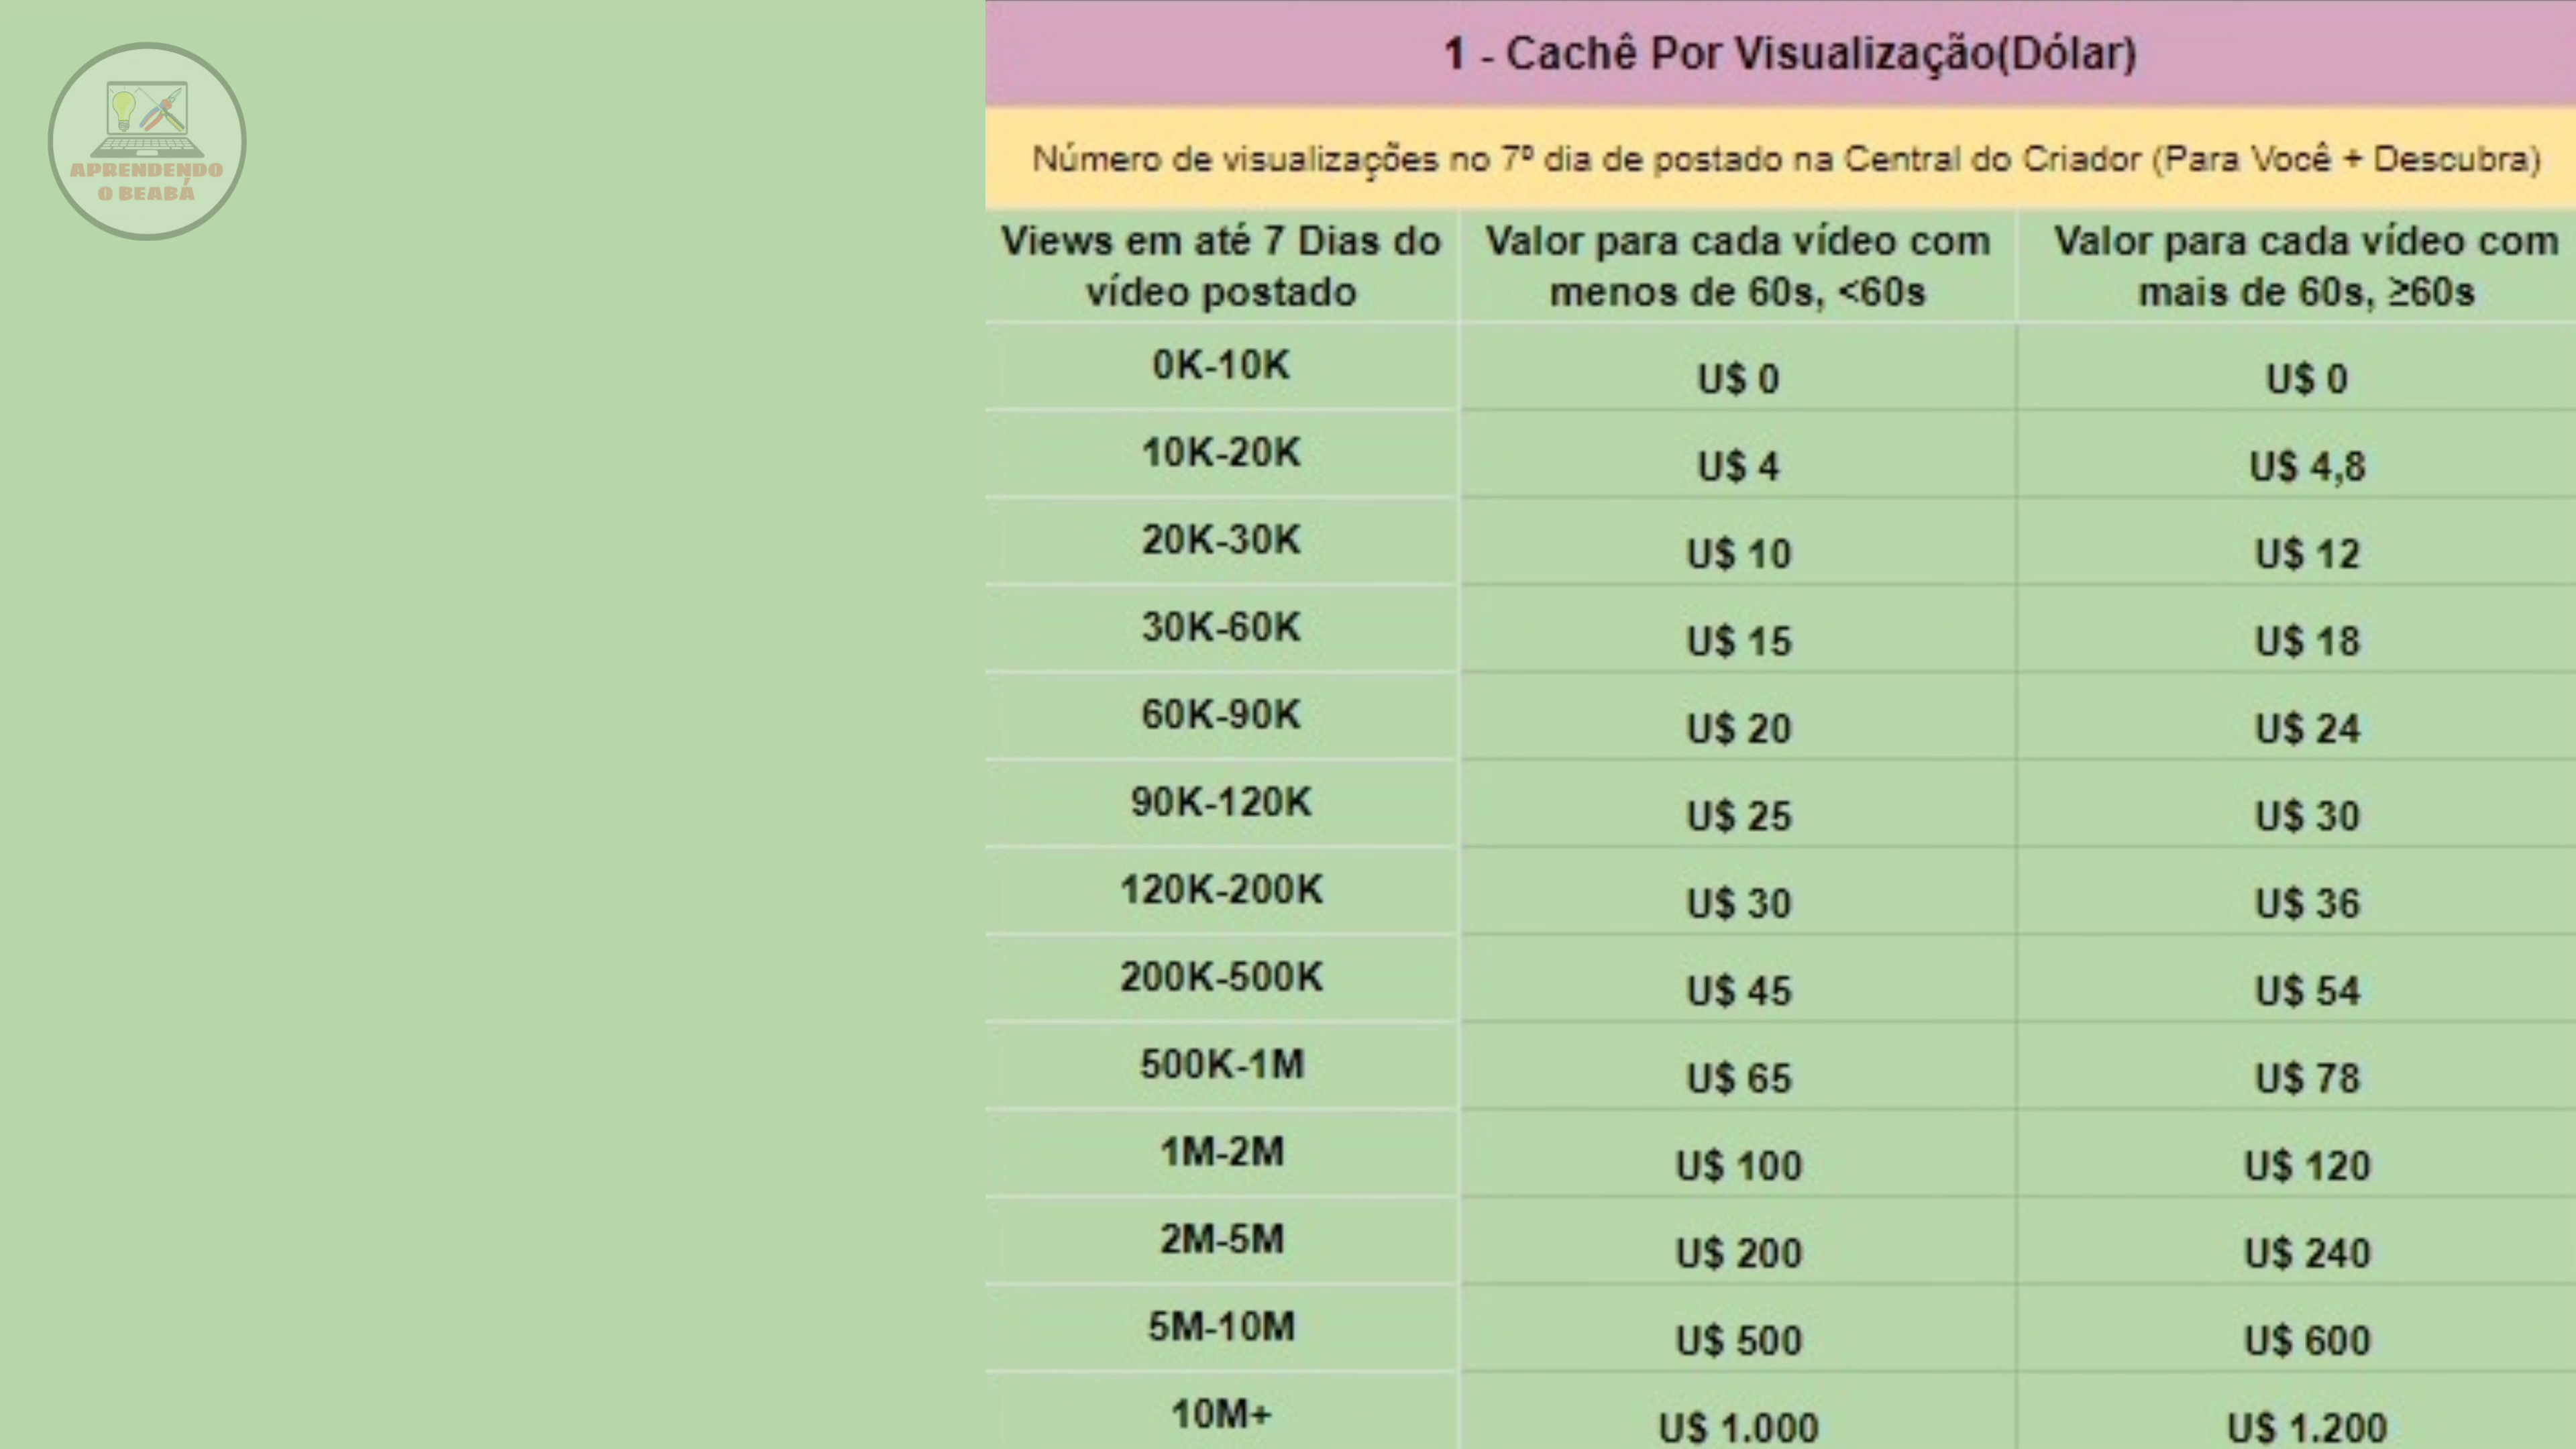 APRENDENDO
O BEABÁ
1 - Cachê Por Visualização(Dólar)
Número de visualizações no 7º dia de postado na Central do Criador (Para Você + Descubra)
Views em até 7 Dias do vídeo postado
Valor para cada vídeo com menos de 60s, <60s
Valor para cada vídeo com mais de 60s, ≥60s
0K-10K U$ 0 U$ 0
10K-20K U$ 4 U$ 4,8
20K-30K U$ 10 U$ 12
30K-60K U$ 15 U$ 18
60K-90K U$ 20 U$ 24
90K-120K U$ 25 U$ 30
120K-200K U$ 30 U$ 36
200K-500K U$ 45 U$ 54
500K-1M U$ 65 U$ 78
1M-2M U$ 100 U$ 120
2M-5M U$ 200 U$ 240
5M-10M U$ 500 U$ 600
10M+ U$ 1.000 U$ 1.200